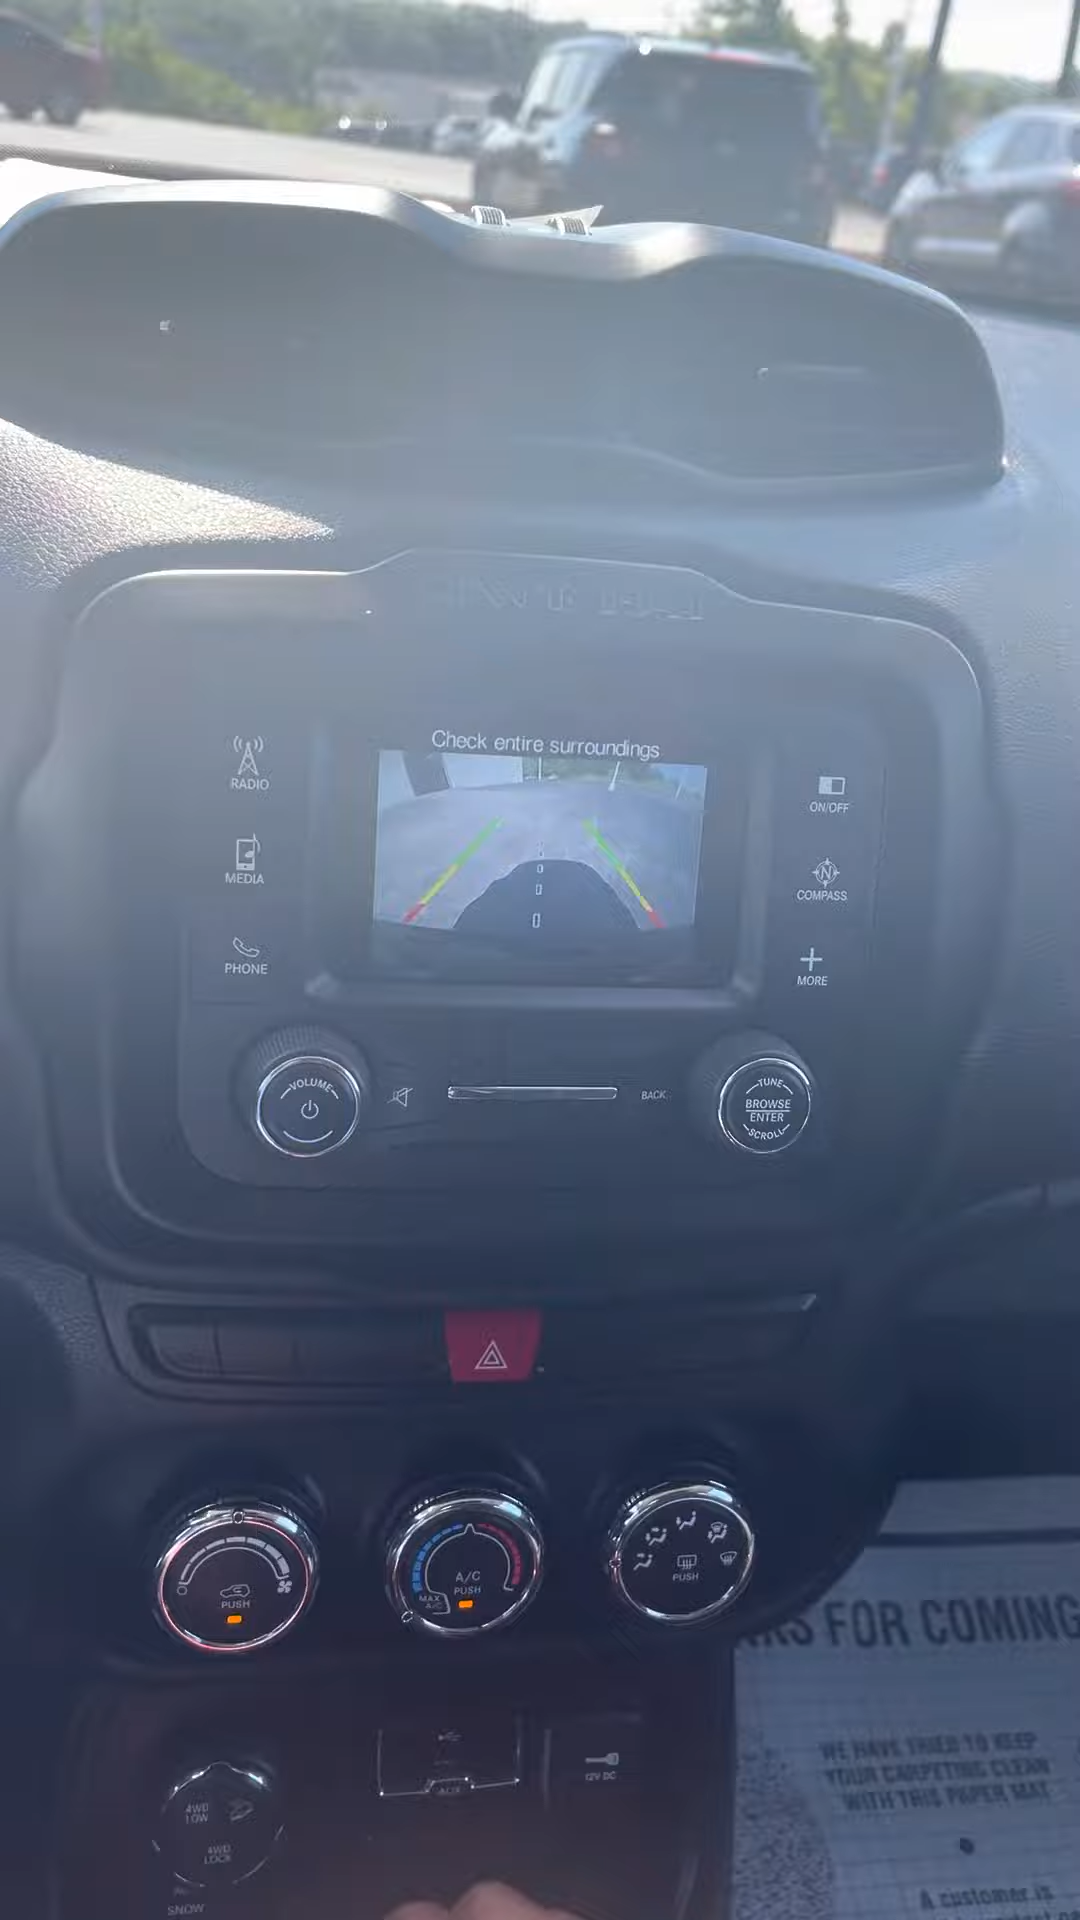 Check entire surroundings
RADIO
ON/OFF
MEDIA
N
COMPASS
PHONE
MORE
VOLUME
BACK
TUNE
BROWSE
ENTER
SCROLL
PUSH
A/C
PUSH
MAX
A/C
PUSH
FOR COMING
WE HAVE TRIED TO KEEP
YOUR CARPETING CLEAN
WITH THIS PAPER MAT
A customer is
AUX
12V DC
4WD
LOW
4WD
LOCK
SNOW